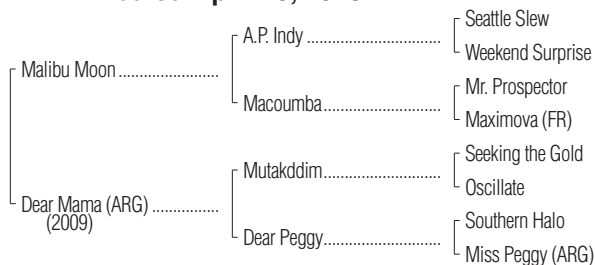 Seattle Slew
A.P. Indy
Weekend Surprise
Malibu Moon
Mr. Prospector
Macoumba
Maximova (FR)
Seeking the Gold
Mutakddim
Oscillate
Dear Mama (ARG)
(2009)
Southern Halo
Dear Peggy
Miss Peggy (ARG)